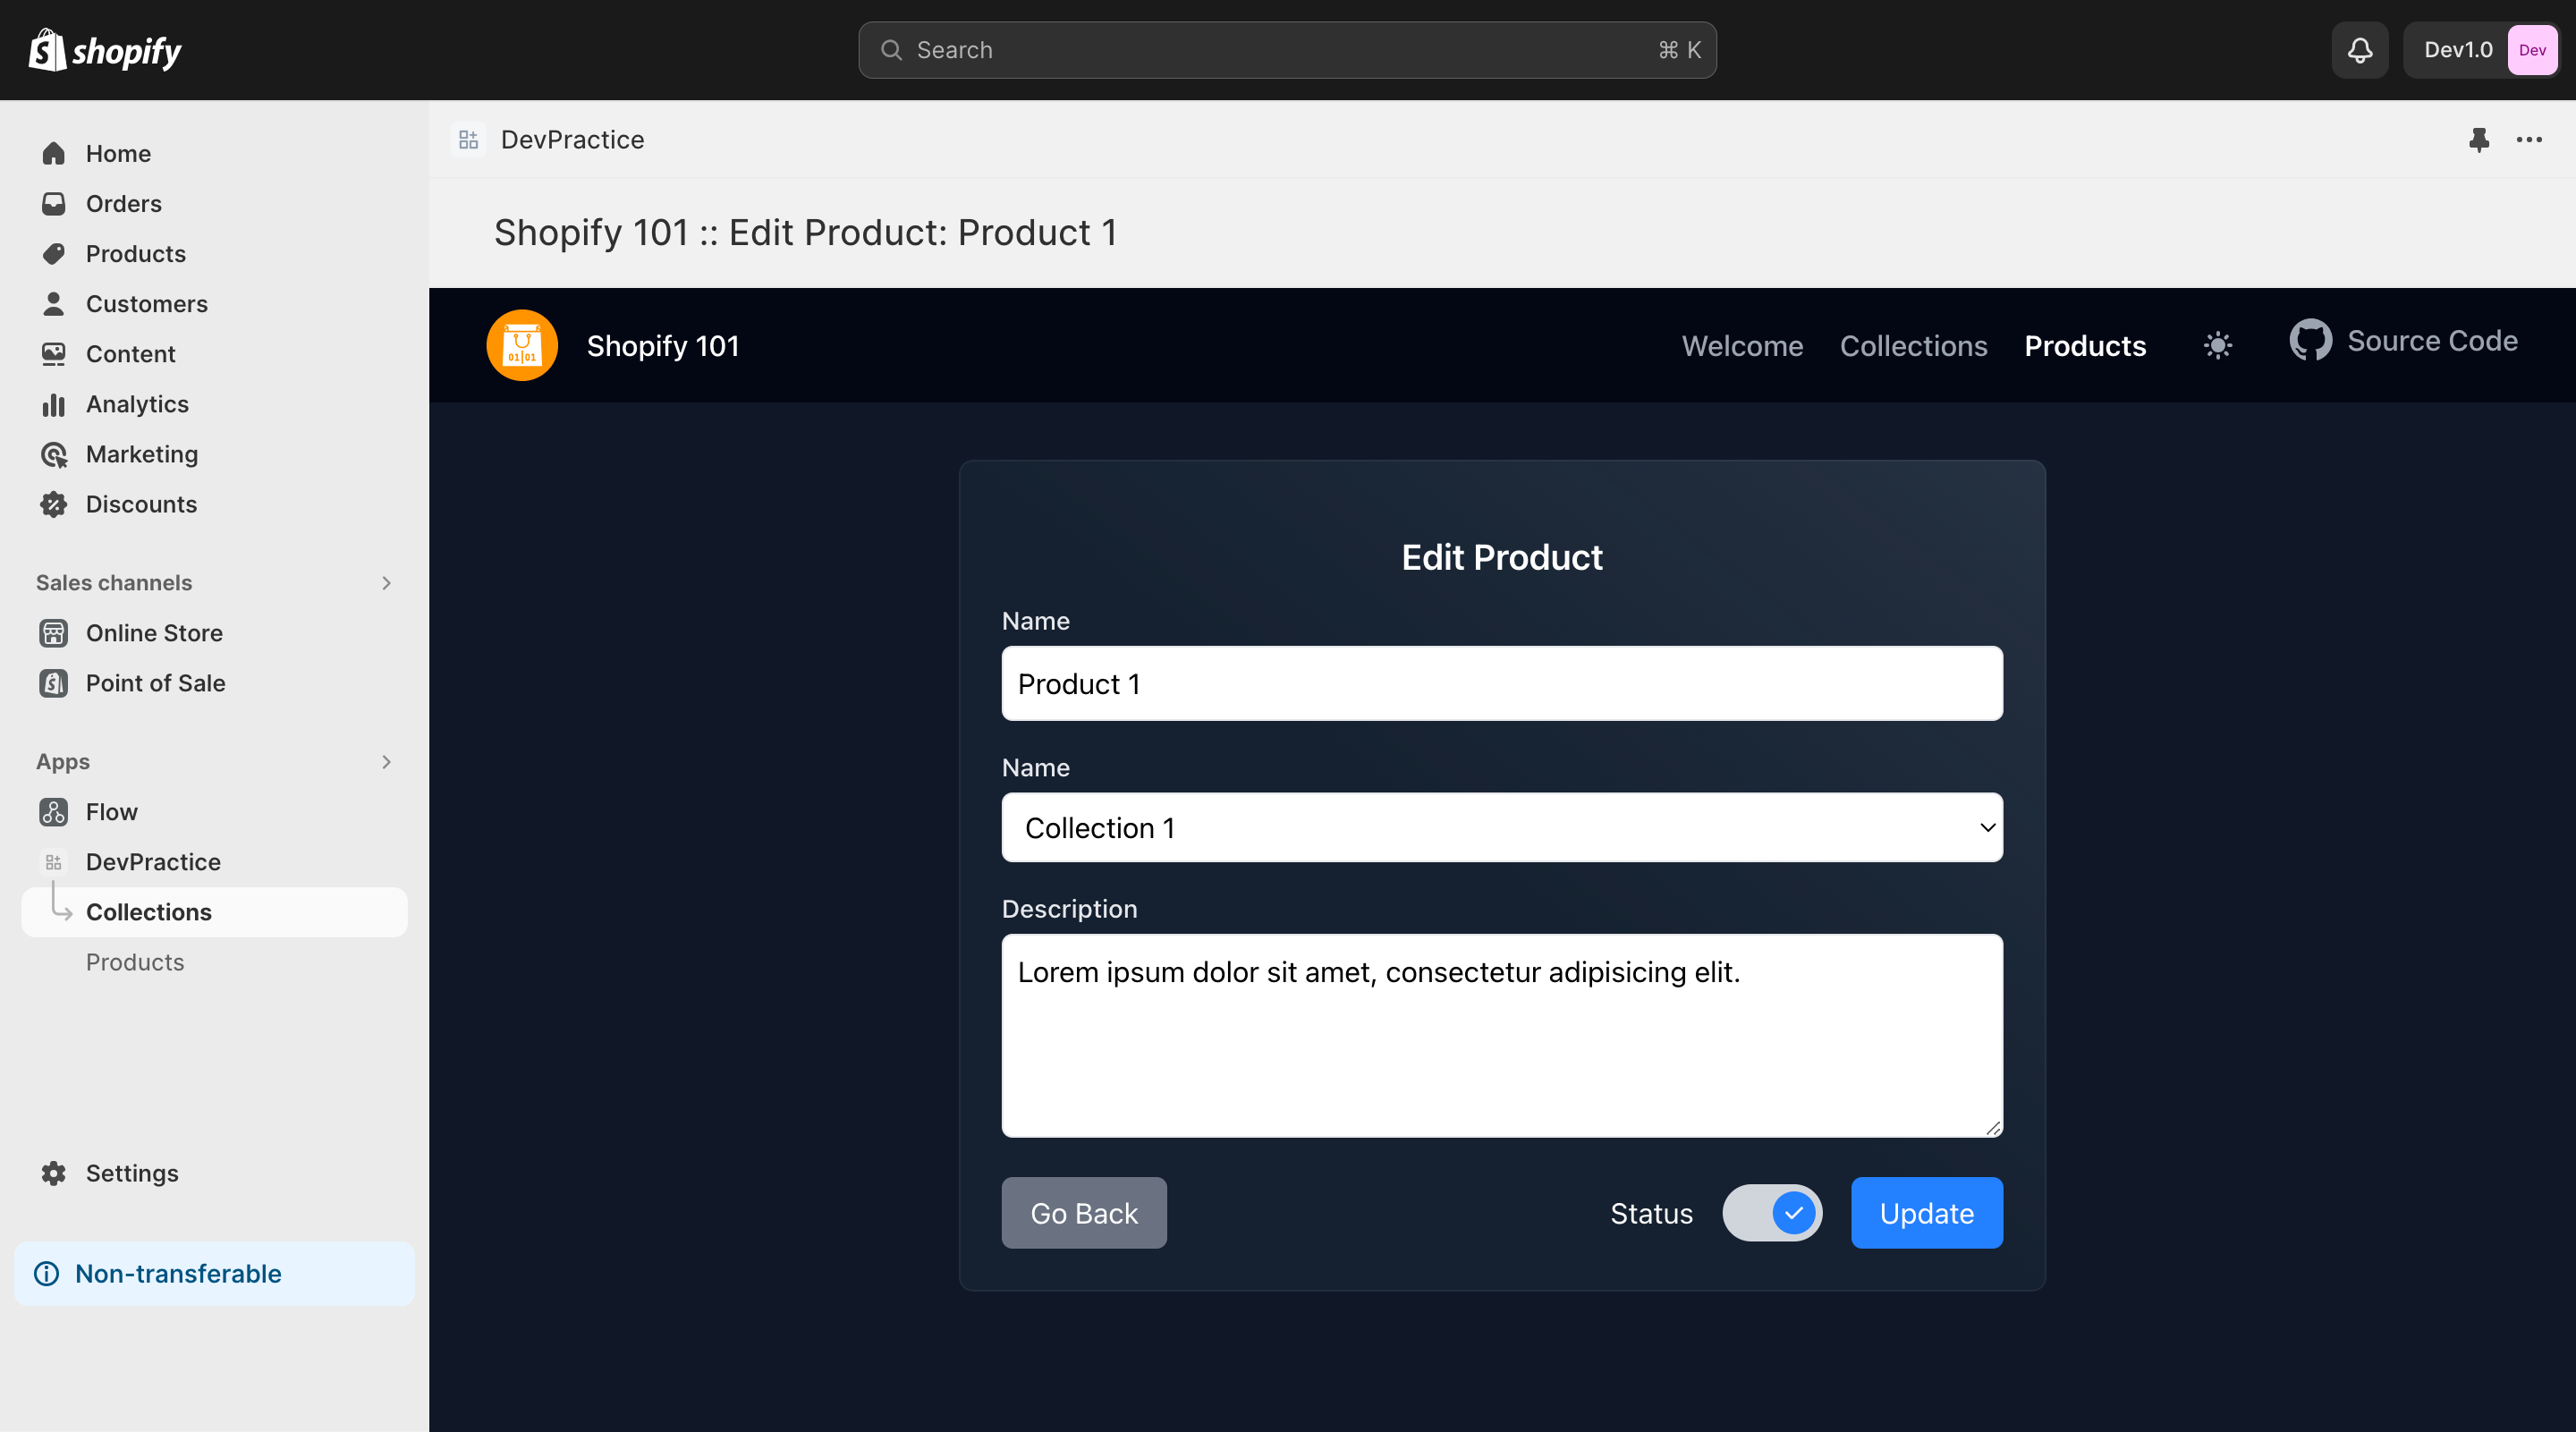 shopify
Search
⌘ K
Dev1.0
Dev
Home
Orders
Products
Customers
Content
Analytics
Marketing
Discounts
Sales channels
Online Store
Point of Sale
Apps
Flow
DevPractice
Collections
Products
Settings
Non-transferable
DevPractice
Shopify 101 :: Edit Product: Product 1
01|01
Shopify 101
Welcome
Collections
Products
Source Code
Edit Product
Name
Product 1
Name
Collection 1
Description
Lorem ipsum dolor sit amet, consectetur adipisicing elit.
Go Back
Status
Update